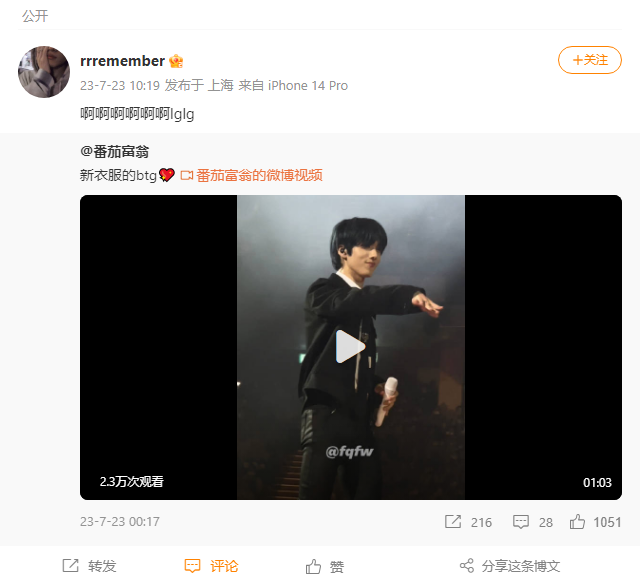 公开
rrremember
+关注
23-7-23 10:19 发布于 上海 来自 iPhone 14 Pro
啊啊啊啊啊啊lglg
@番茄富翁
新衣服的btg 番茄富翁的微博视频
@fqfw
2.3万次观看
01:03
23-7-23 00:17
216
28
1051
转发
评论
赞
分享这条博文